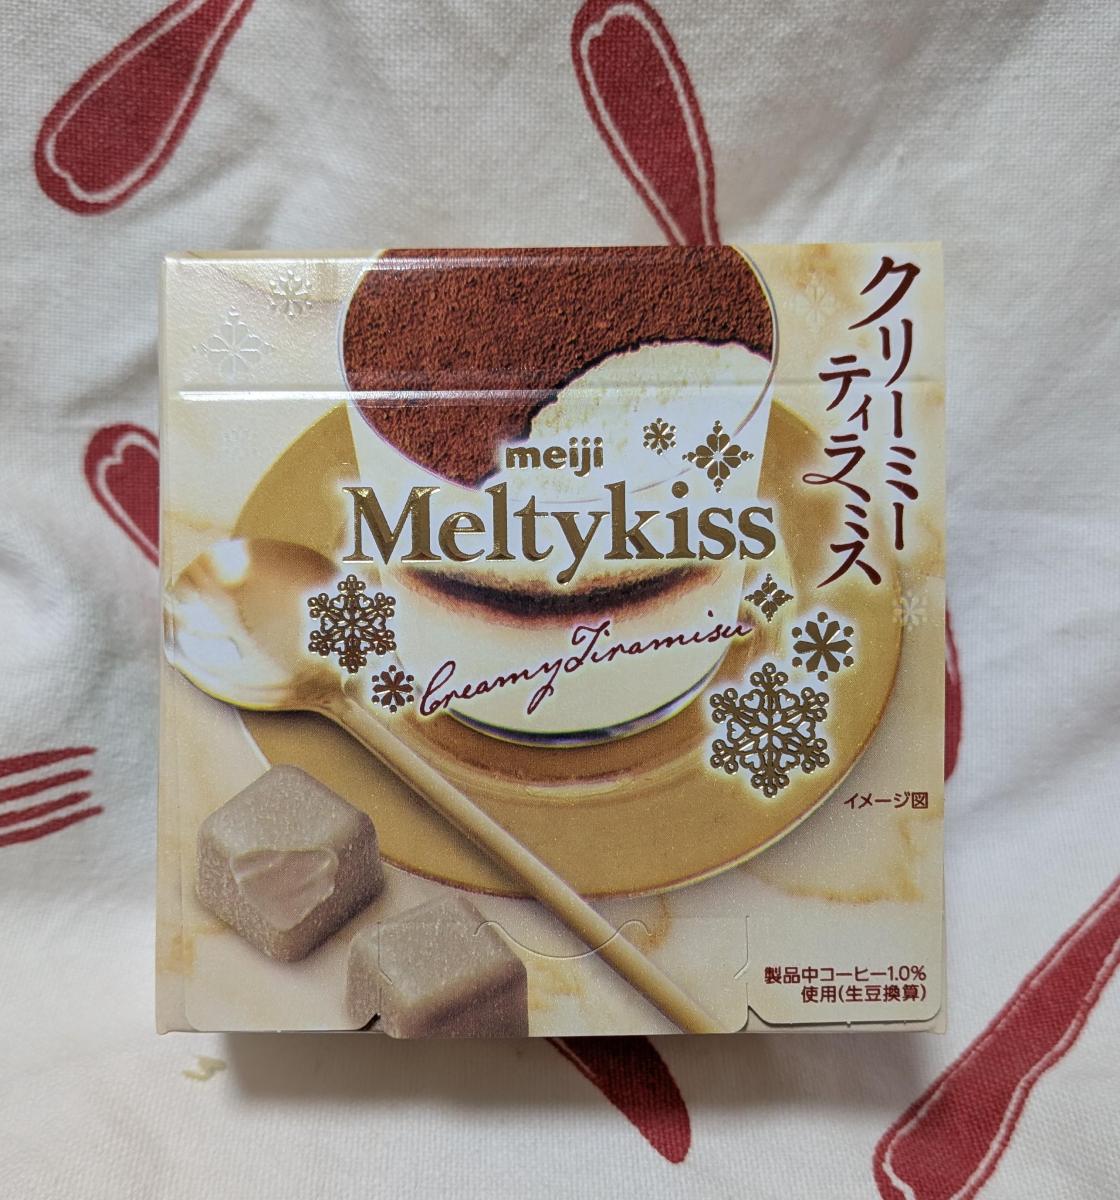 クリーミー
ティラミス
meiji
Meltykiss
Creamy Tiramisu
イメージ図
製品中コーヒー1.0%
使用(生豆換算)